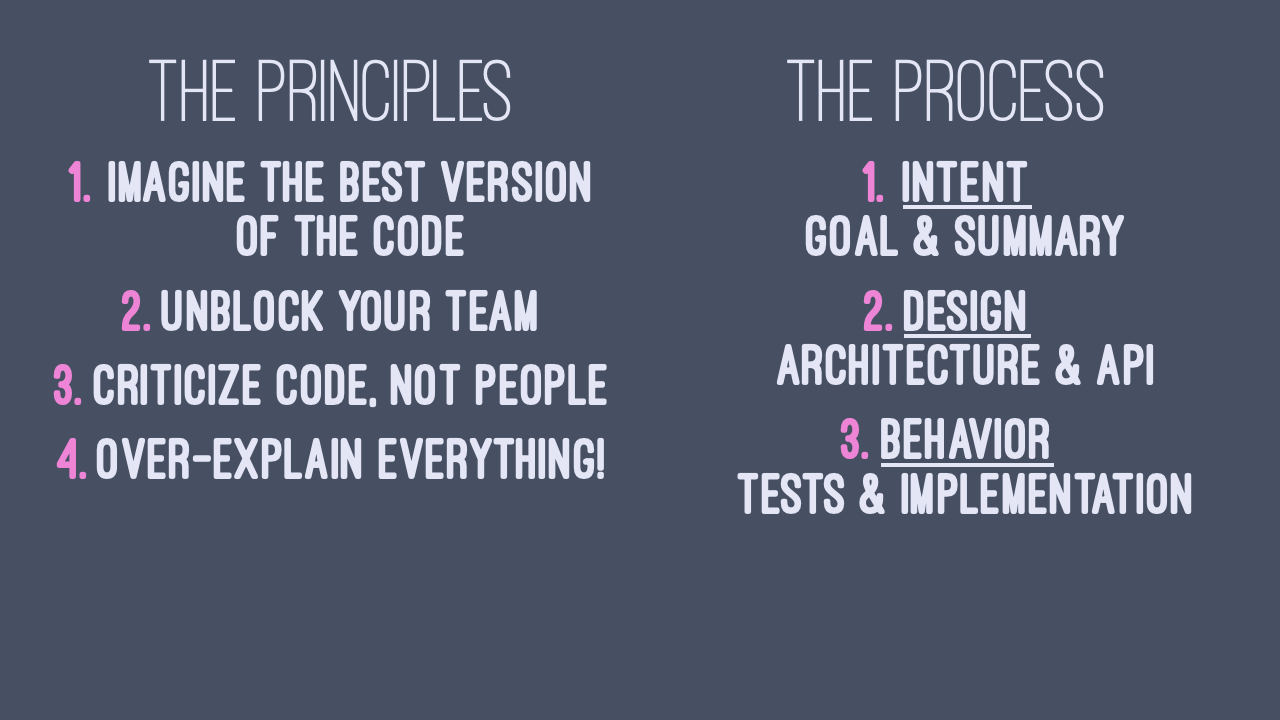 THE PRINCIPLES
1. IMAGINE THE BEST VERSION
OF THE CODE
2. UNBLOCK YOUR TEAM
3. CRITICIZE CODE, NOT PEOPLE
4. OVER-EXPLAIN EVERYTHING!
THE PROCESS
1. INTENT
GOAL & SUMMARY
2. DESIGN
ARCHITECTURE & API
3. BEHAVIOR
TESTS & IMPLEMENTATION